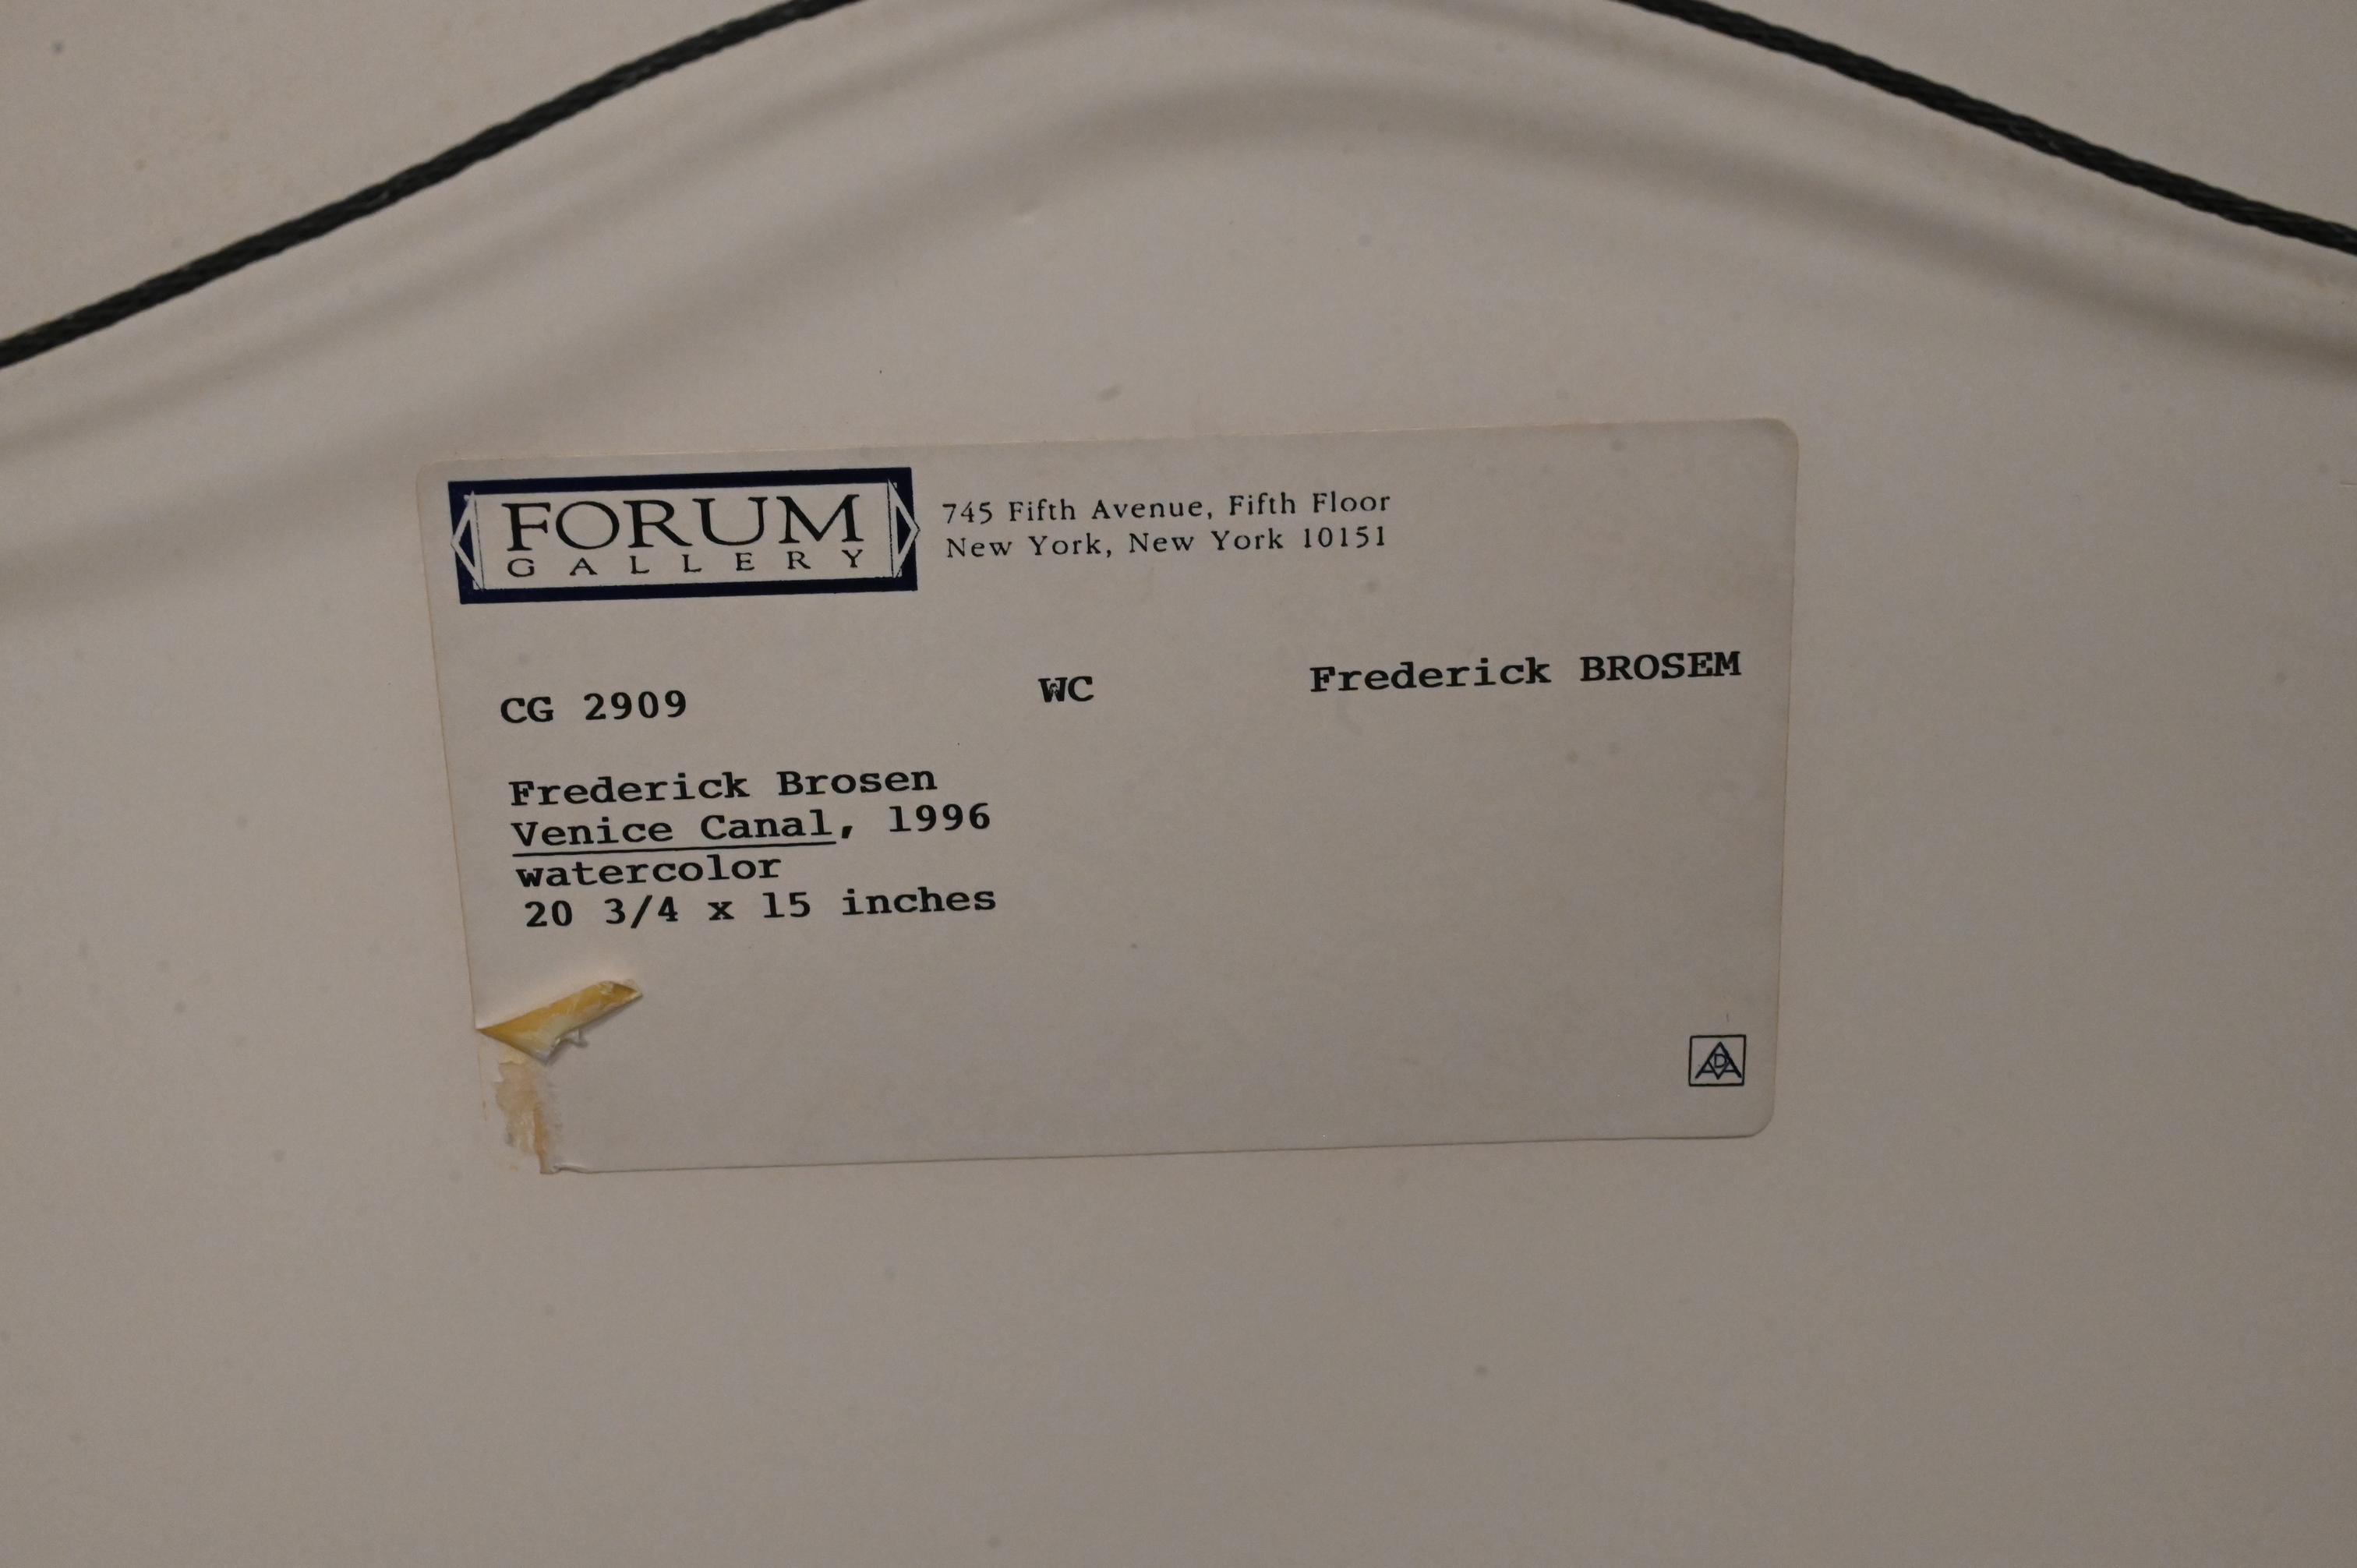 FORUM
GALLERY
745 Fifth Avenue, Fifth Floor
New York, New York 10151
CG 2909 WC Frederick BROSEM
Frederick Brosen
Venice Canal, 1996
watercolor
20 3/4 x 15 inches
ADA